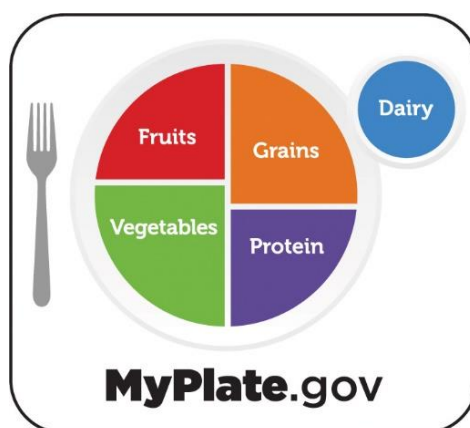 Dairy
Fruits
Grains
Vegetables
Protein
MyPlate.gov